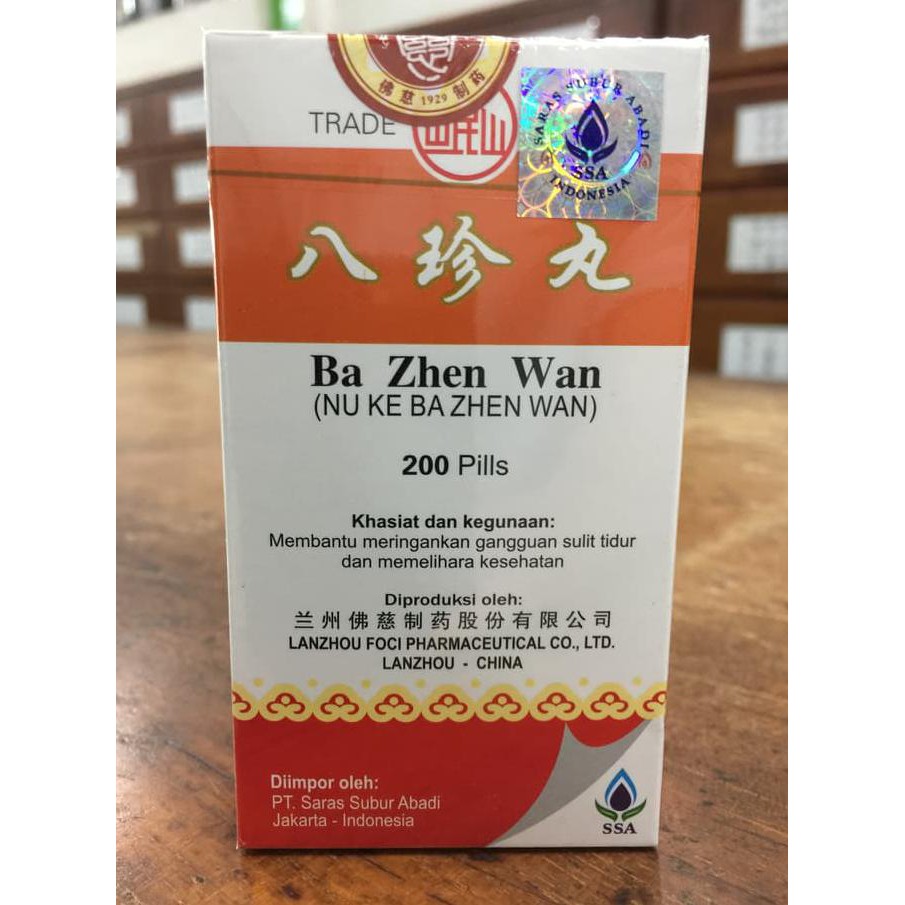 佛慈 1929 制药
TRADE
岷山
SARAS SUBUR ABADI
SSA
INDONESIA
八珍丸
Ba Zhen Wan
(NU KE BA ZHEN WAN)
200 Pills
Khasiat dan kegunaan:
Membantu meringankan gangguan sulit tidur
dan memelihara kesehatan
Diproduksi oleh:
兰州佛慈制药股份有限公司
LANZHOU FOCI PHARMACEUTICAL CO., LTD.
LANZHOU - CHINA
Diimpor oleh:
PT. Saras Subur Abadi
Jakarta - Indonesia
SSA